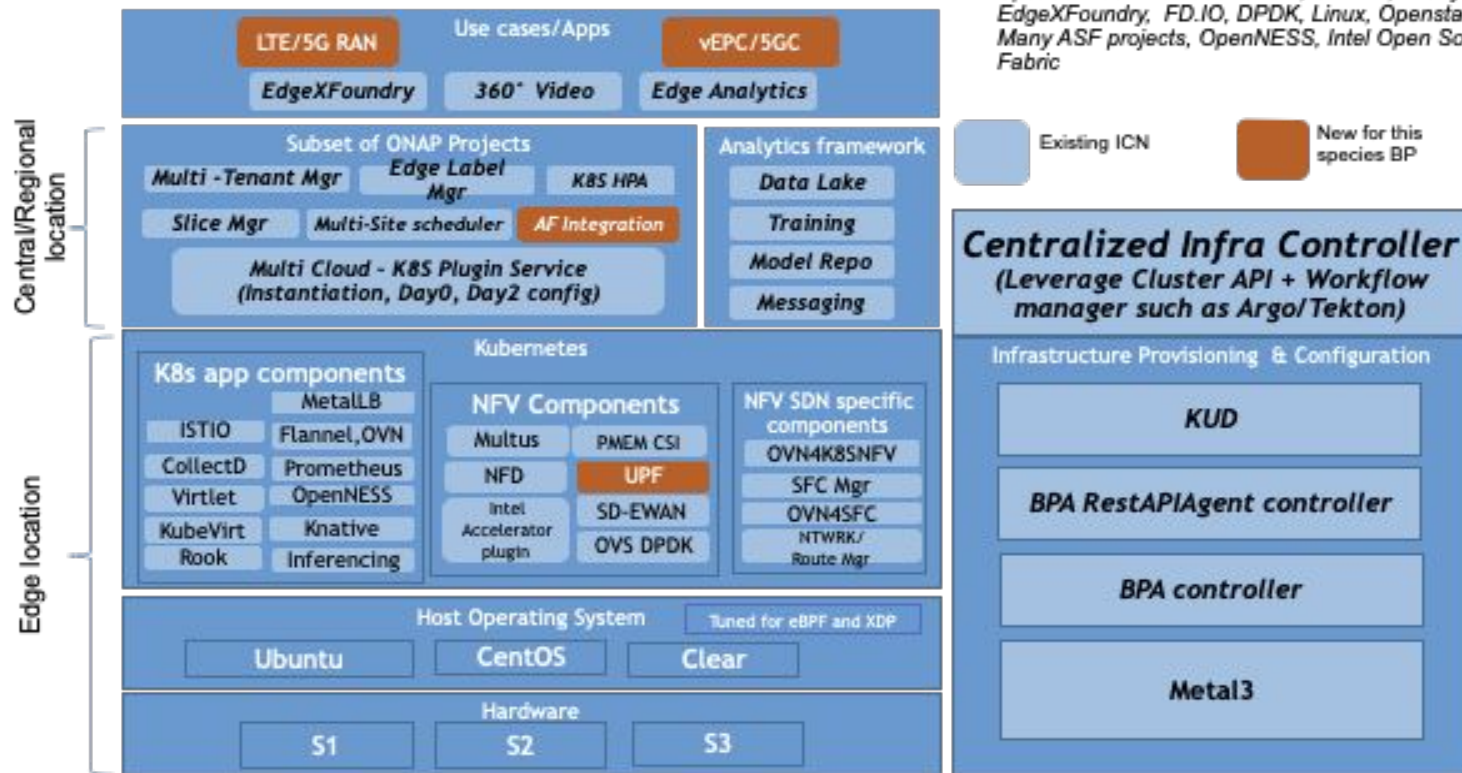 EdgeXFoundry, FD.IO, DPDK, Linux,
Many ASF projects, OpenNESS, Intel Open
Fabric
Use cases/Apps
LTE/5G RAN
vEPC/5GC
EdgeXFoundry
360° Video
Edge Analytics
Existing ICN
New for this
species BP
Central/Regional
location
Subset of ONAP Projects
Multi -Tenant Mgr
Edge Label
Mgr
K8S HPA
Slice Mgr
Multi-Site scheduler
AF Integration
Multi Cloud - K8S Plugin Service
(Instantiation, Day0, Day2 config)
Analytics framework
Data Lake
Training
Model Repo
Messaging
Centralized Infra Controller
(Leverage Cluster API + Workflow
manager such as Argo/Tekton)
Edge location
Kubernetes
K8s app components
MetalLB
ISTIO
Flannel,OVN
CollectD
Prometheus
Virtlet
OpenNESS
KubeVirt
Knative
Rook
Inferencing
NFV Components
Multus
PMEM CSI
NFD
UPF
Intel
Accelerator
plugin
SD-EWAN
OVS DPDK
NFV SDN specific
components
OVN4K8SNFV
SFC Mgr
OVN4SFC
NTWRK/
Route Mgr
Host Operating System
Tuned for eBPF and XDP
Ubuntu
CentOS
Clear
Hardware
S1
S2
S3
Infrastructure Provisioning & Configuration
KUD
BPA RestAPIAgent controller
BPA controller
Metal3